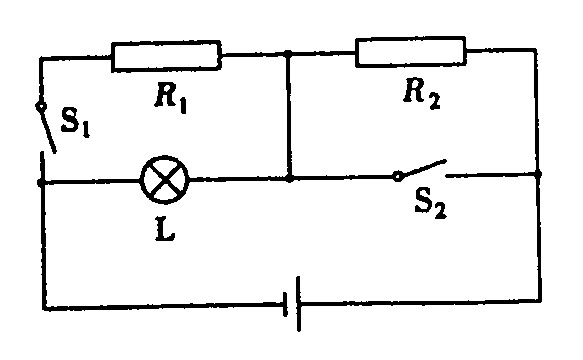 R₁ R₂
S₁
L S₂